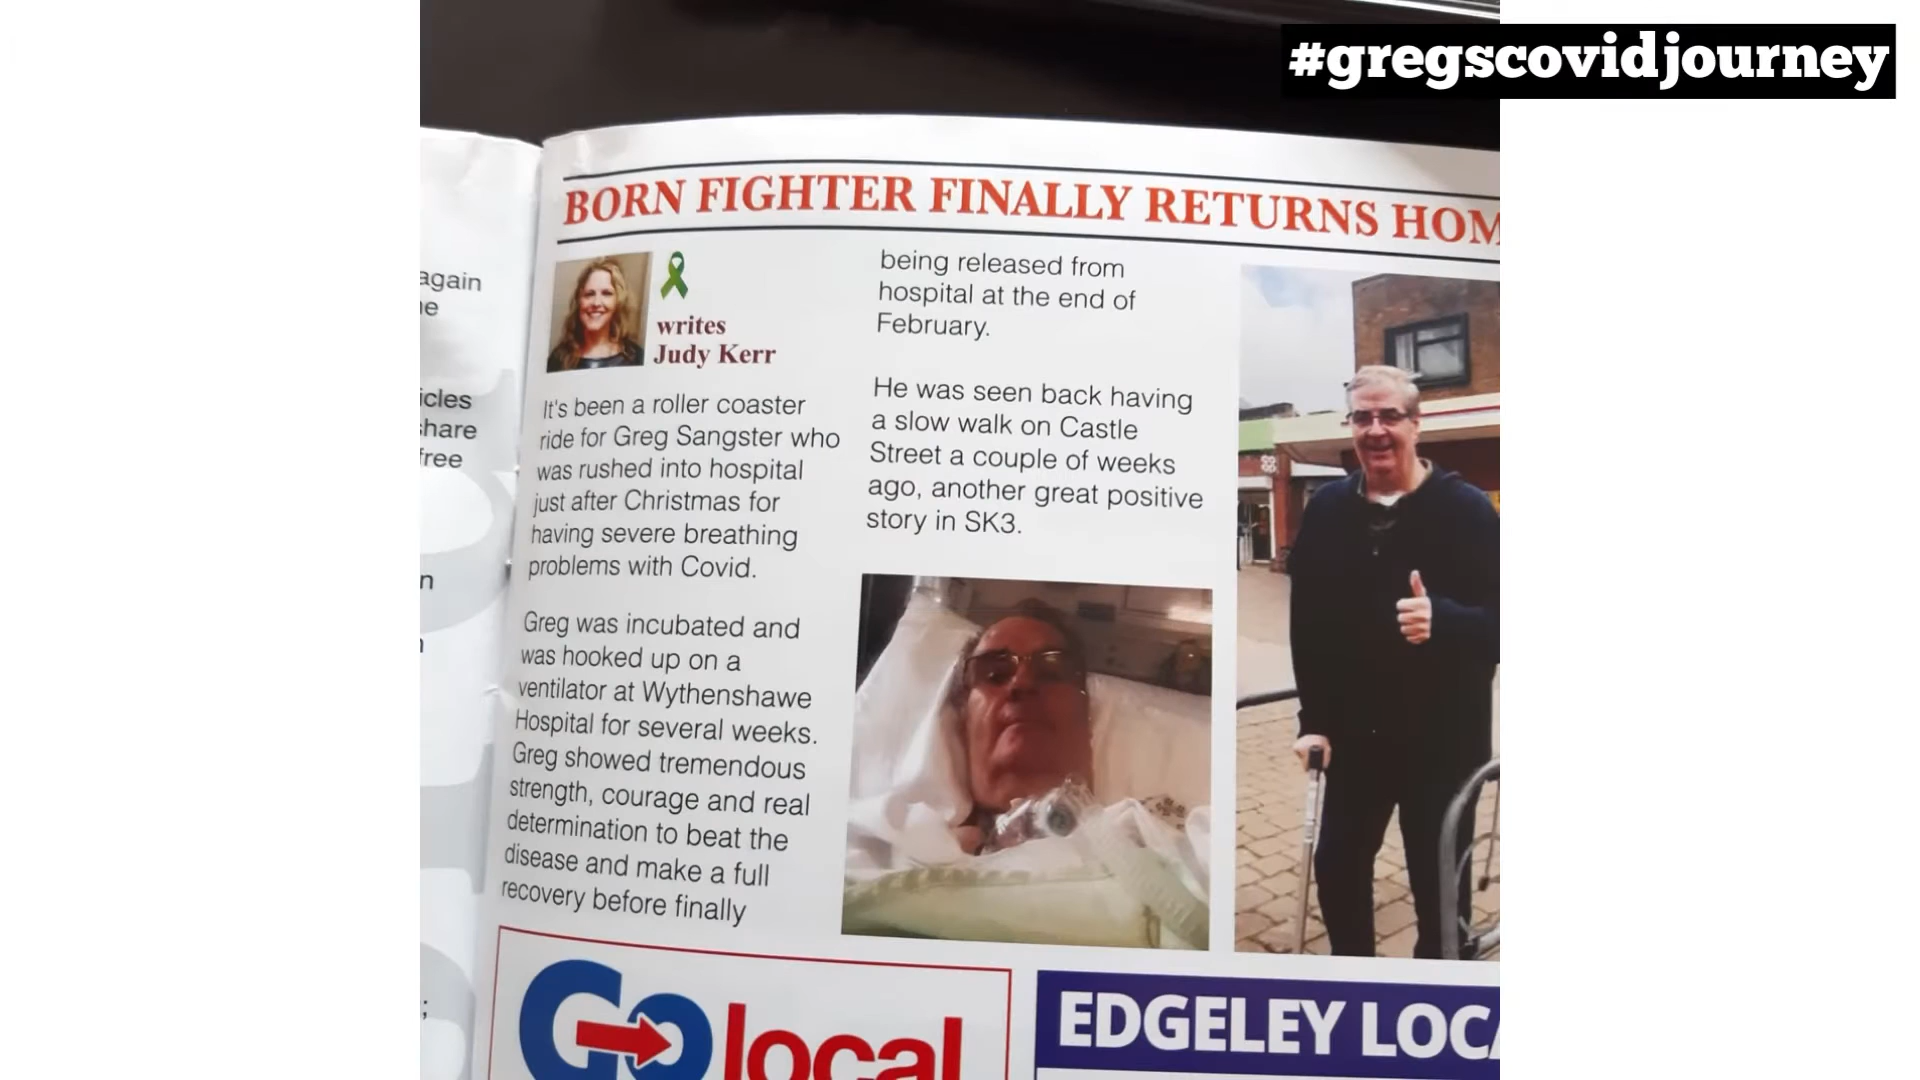 #gregscovidjourney
BORN FIGHTER FINALLY RETURNS HOM
writes
Judy Kerr
It's been a roller coaster
ride for Greg Sangster who
was rushed into hospital
just after Christmas for
having severe breathing
problems with Covid.
Greg was incubated and
was hooked up on a
ventilator at Wythenshawe
Hospital for several weeks.
Greg showed tremendous
strength, courage and real
determination to beat the
disease and make a full
recovery before finally
being released from
hospital at the end of
February.
He was seen back having
a slow walk on Castle
Street a couple of weeks
ago, another great positive
story in SK3.
again
icles
share
free
Go local
EDGELEY LOCA